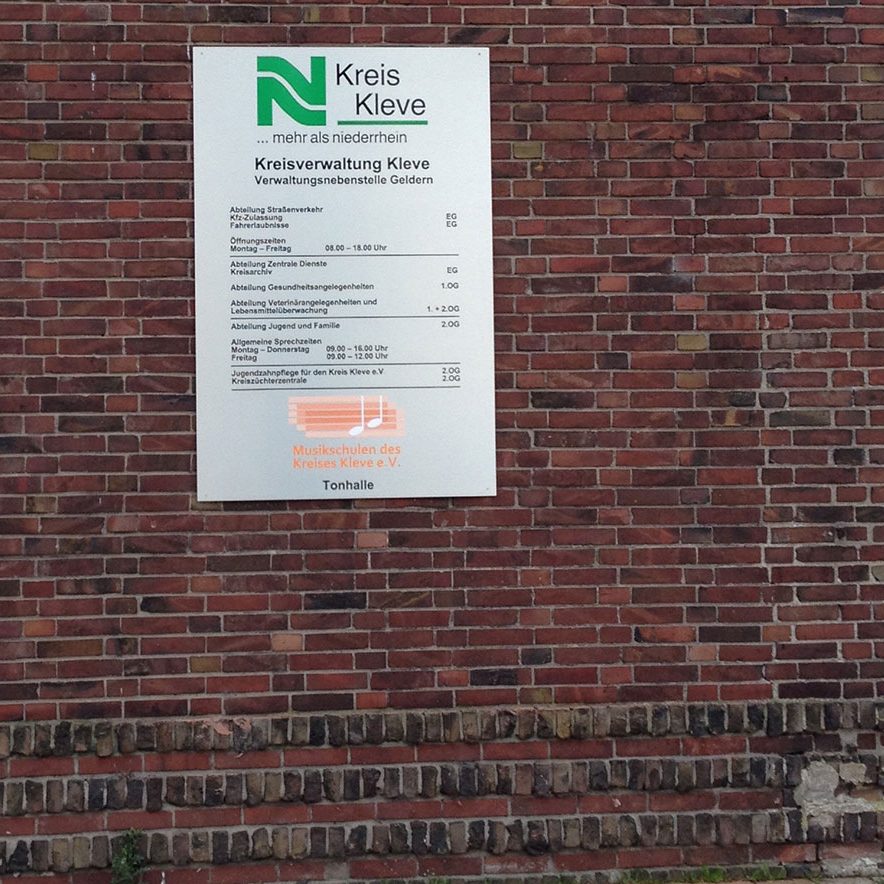 Kreis
Kleve
... mehr als niederrhein
Kreisverwaltung Kleve
Verwaltungsnebenstelle Geldern
Abteilung Straßenverkehr
Kfz-Zulassung EG
Fahrerlaubnisse EG
Öffnungszeiten
Montag – Freitag 08.00 – 18.00 Uhr
Abteilung Zentrale Dienste
Kreisarchiv EG
Abteilung Gesundheitsangelegenheiten 1.OG
Abteilung Veterinärangelegenheiten und
Lebensmittelüberwachung 1. + 2.OG
Abteilung Jugend und Familie 2.OG
Allgemeine Sprechzeiten
Montag – Donnerstag 09.00 – 16.00 Uhr
Freitag 09.00 – 12.00 Uhr
Jugendzahnpflege für den Kreis Kleve e.V. 2.OG
Kreiszüchterzentrale 2.OG
Musikschulen des
Kreises Kleve e.V.
Tonhalle